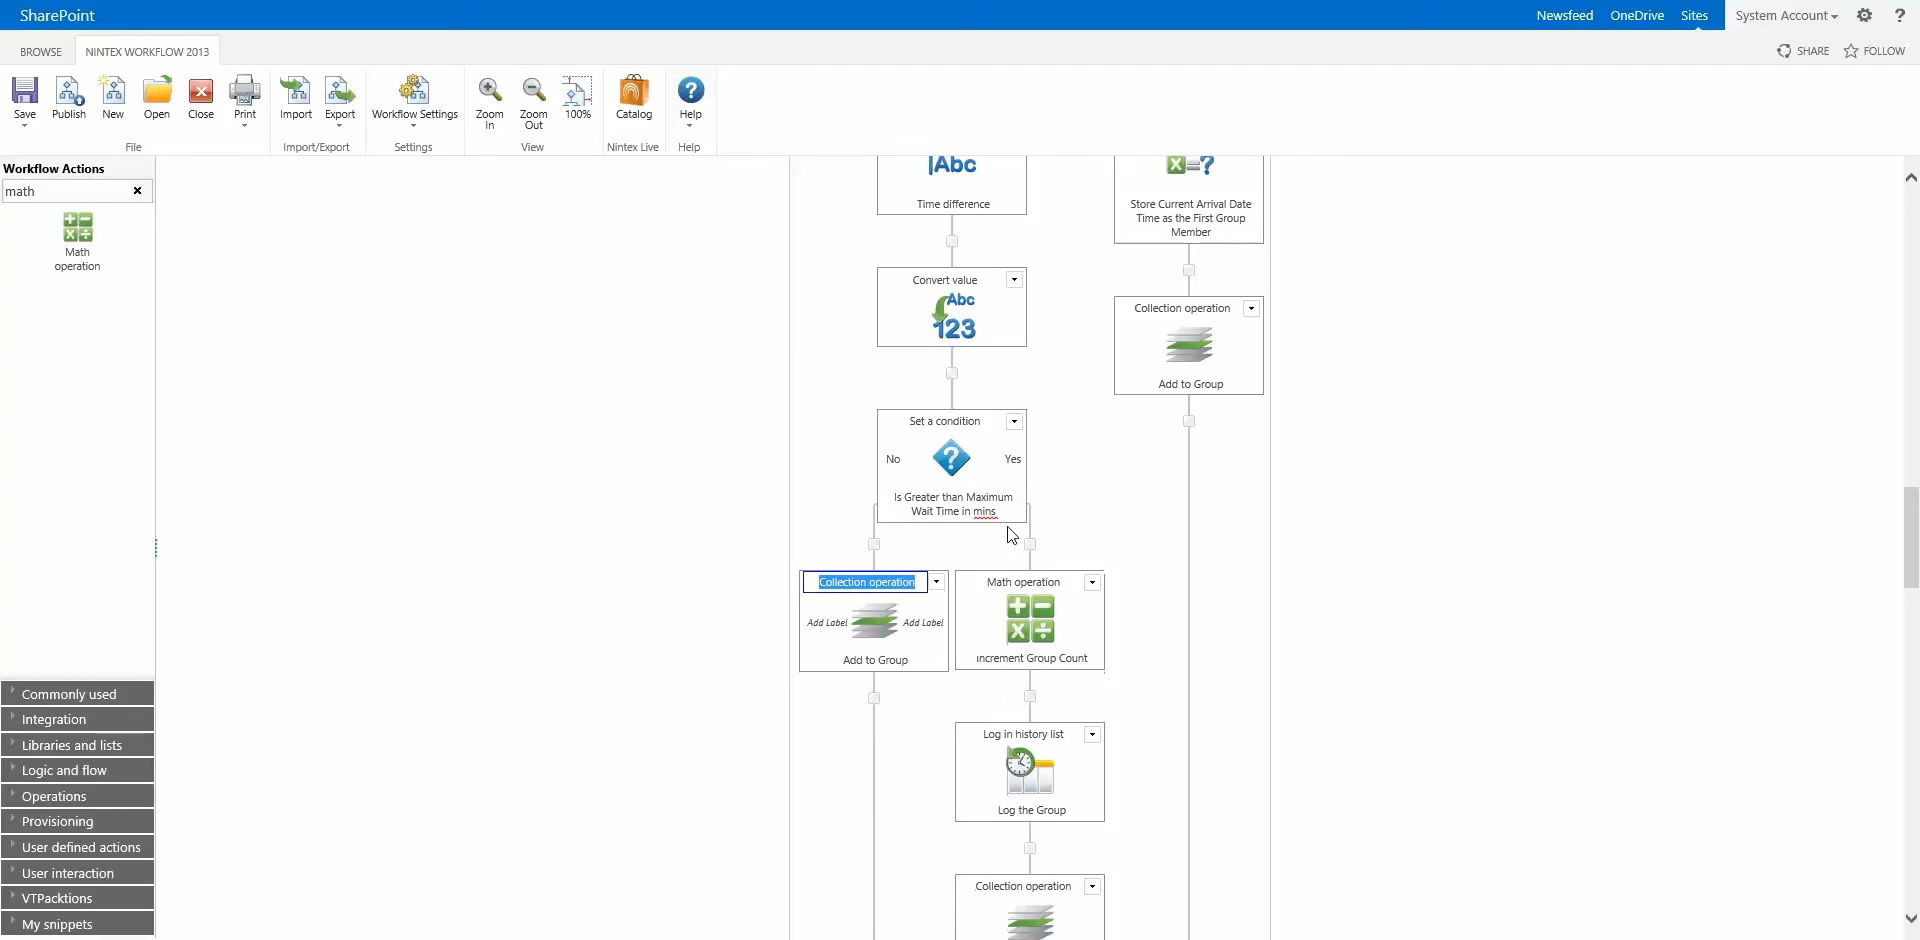 SharePoint
Newsfeed OneDrive Sites System Account ?
BROWSE NINTEX WORKFLOW 2013
SHARE FOLLOW
Save Publish New Open Close Print Import Export Workflow Settings Zoom In Zoom Out 100% Catalog Help
File Import/Export Settings View Nintex Live Help
Workflow Actions
math
Math
operation
Commonly used
Integration
Libraries and lists
Logic and flow
Operations
Provisioning
User defined actions
User interaction
VTPacktions
My snippets
Abc
Time difference
Convert value
Abc
123
Set a condition
No ? Yes
Is Greater than Maximum
Wait Time in mins
Collection operation
Add Label Add Label
Add to Group
Math operation
Increment Group Count
Log in history list
Log the Group
Collection operation
X=?
Store Current Arrival Date
Time as the First Group
Member
Collection operation
Add to Group